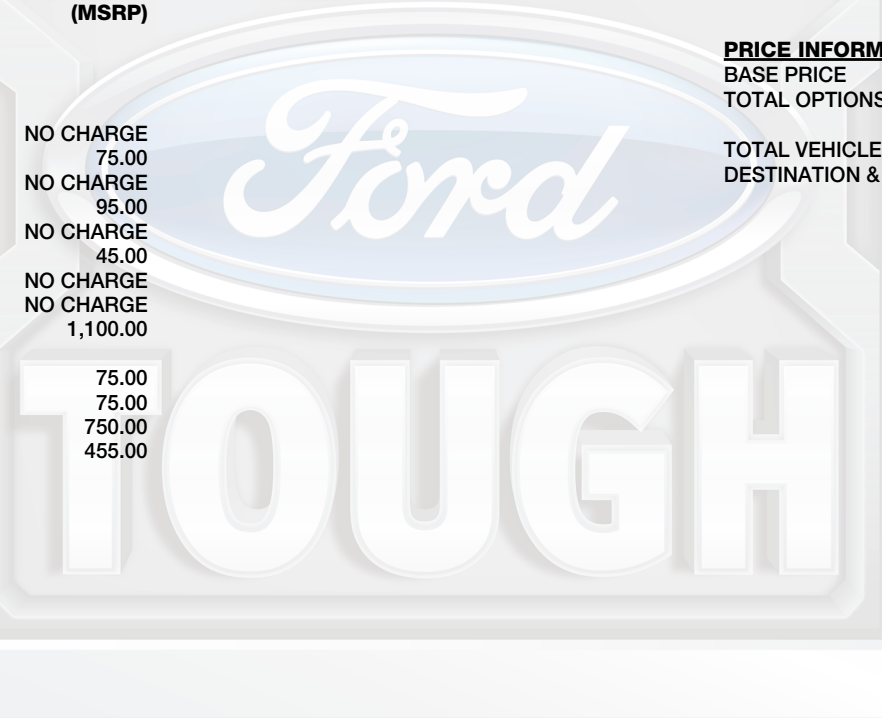 (MSRP)
NO CHARGE
75.00
NO CHARGE
95.00
NO CHARGE
45.00
NO CHARGE
NO CHARGE
1,100.00
75.00
75.00
750.00
455.00
PRICE INFORM
BASE PRICE
TOTAL OPTIONS
TOTAL VEHICLE
DESTINATION &
Ford
TOUGH